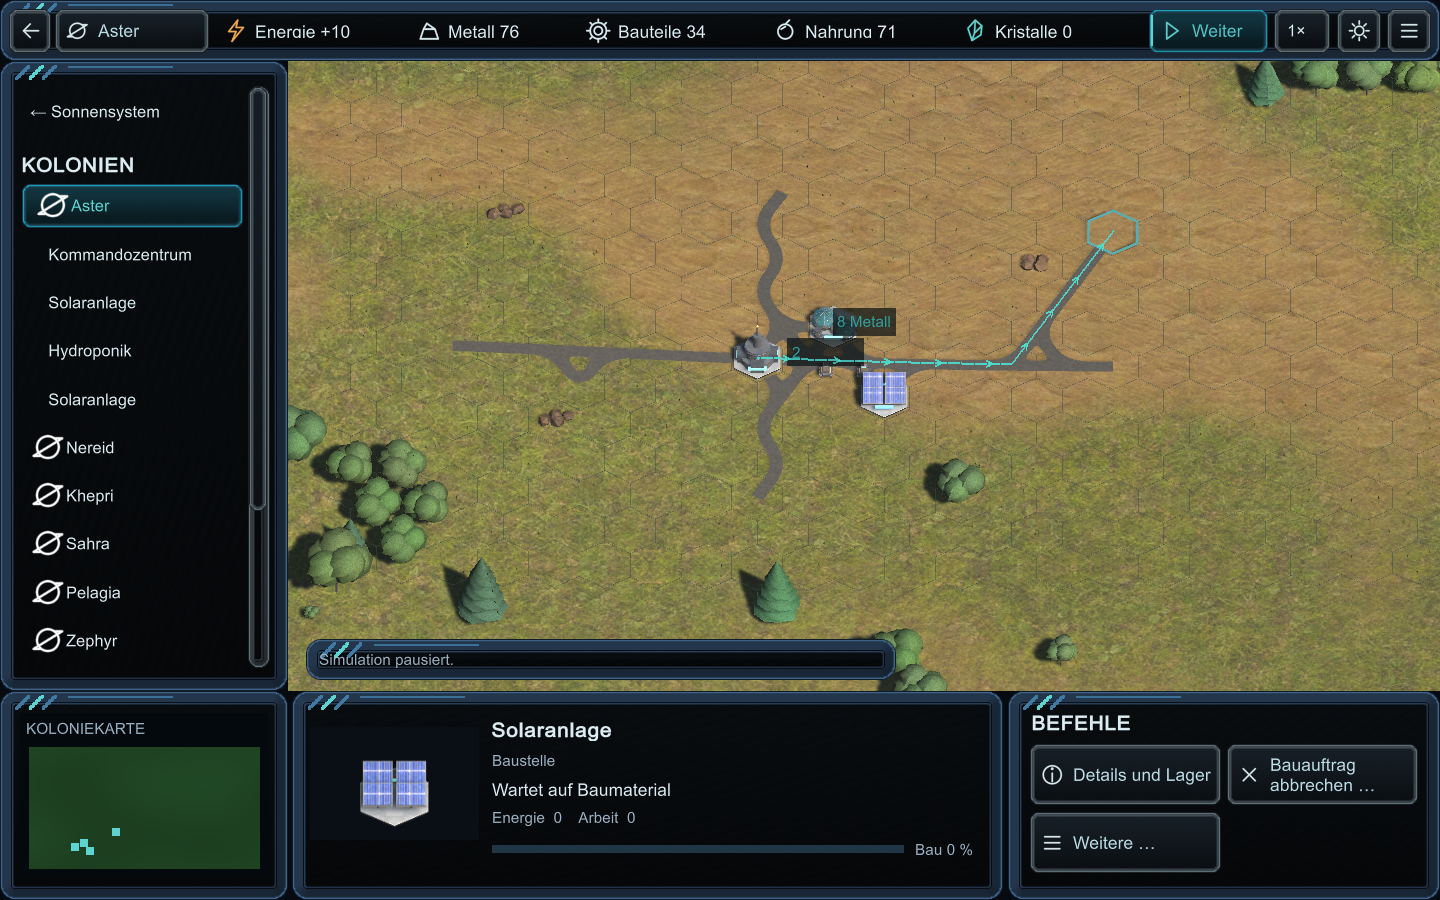 Aster
Energie +10
Metall 76
Bauteile 34
Nahrung 71
Kristalle 0
Weiter
1×
← Sonnensystem
KOLONIEN
Aster
Kommandozentrum
Solaranlage
Hydroponik
Solaranlage
Nereid
Khepri
Sahra
Pelagia
Zephyr
8 Metall
2
Simulation pausiert.
KOLONIEKARTE
Solaranlage
Baustelle
Wartet auf Baumaterial
Energie 0 Arbeit 0
Bau 0 %
BEFEHLE
Details und Lager
Bauauftrag
abbrechen …
Weitere …